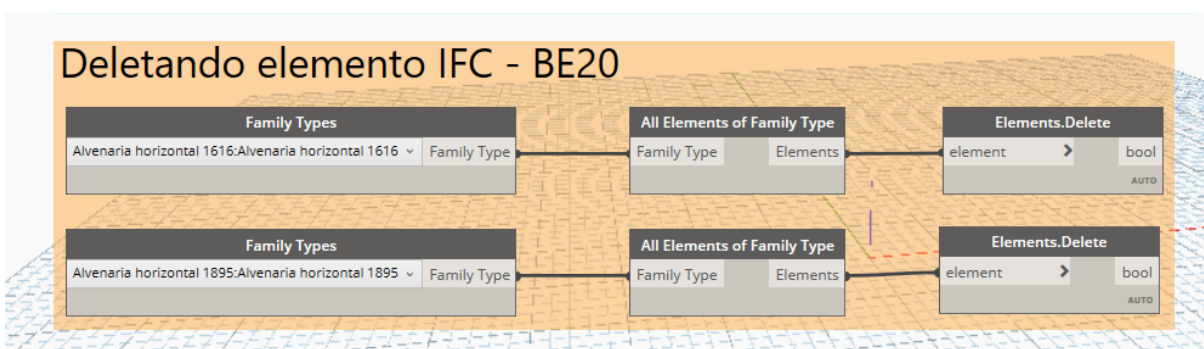 Deletando elemento IFC - BE20
Family Types
All Elements of Family Type
Elements.Delete
Alvenaria horizontal 1616:Alvenaria horizontal 1616
Family Type
Family Type
Elements
element
bool
AUTO
Family Types
All Elements of Family Type
Elements.Delete
Alvenaria horizontal 1895:Alvenaria horizontal 1895
Family Type
Family Type
Elements
element
bool
AUTO